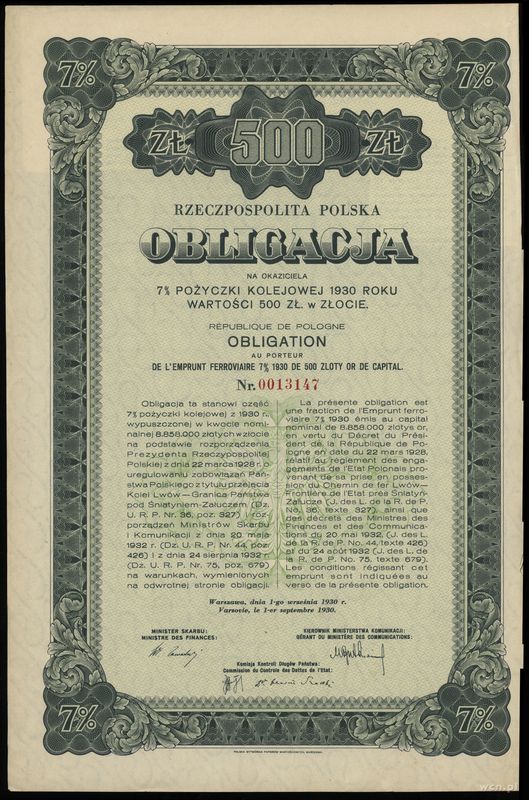 7%
7%
ZŁ 500 ZŁ
RZECZPOSPOLITA POLSKA
OBLIGACJA
NA OKAZICIELA
7% POŻYCZKI KOLEJOWEJ 1930 ROKU
WARTOŚCI 500 ZŁ. w ZŁOCIE.
RÉPUBLIQUE DE POLOGNE
OBLIGATION
AU PORTEUR
DE L'EMPRUNT FERROVIAIRE 7% 1930 DE 500 ZLOTY OR DE CAPITAL.
Nr. 0013147
Obligacja ta stanowi część
7% pożyczki kolejowej z 1930 r.,
wypuszczonej w kwocie nomi-
nalnej 8.858.000 złotych w złocie
na podstawie rozporządzenia
Prezydenta Rzeczypospolitej
Polskiej z dnia 22 marca 1928 r. o
uregulowaniu zobowiązań Pań-
stwa Polskiego z tytułu przejęcia
Kolei Lwów—Granica Państwa
pod Śniatyniem-Załuczem (Dz.
U. R. P. Nr. 36, poz. 327) i roz-
porządzeń Ministrów Skarbu
i Komunikacji z dnia 20 maja
1932 r. (Dz. U. R. P. Nr. 44, poz.
426) i z dnia 24 sierpnia 1932 r.
(Dz. U. R. P. Nr. 75, poz. 679)
na warunkach, wymienionych
na odwrotnej stronie obligacji.
La présente obligation est
une fraction de l'Emprunt ferro-
viaire 7% 1930 émis au capital
nominal de 8.858.000 zlotys or,
en vertu du Décret du Prési-
dent de la République de Po-
logne en date du 22 mars 1928,
relatif au règlement des enga-
gements de l'Etat Polonais pro-
venant de sa prise en posses-
sion du Chemin de fer Lwów—
Frontière de l'Etat près Śniatyń-
Załucze (J. des L. de la R. de P.
No. 36, texte 327) ainsi que
des décrets des Ministres des
Finances et des Communica-
tions du 20 mai 1932, (J. des L.
de la R. de P. No. 44, texte 426)
et du 24 août 1932 (J. des L. de
la R. de P. No. 75, texte 679).
Les conditions régissant cet
emprunt sont indiquées au
verso de la présente obligation.
Warszawa, dnia 1-go września 1930 r.
Varsovie, le 1-er septembre 1930.
MINISTER SKARBU:
MINISTRE DES FINANCES:
KIEROWNIK MINISTERSTWA KOMUNIKACJI:
GÉRANT DU MINISTÈRE DES COMMUNICATIONS:
Komisja Kontroli Długów Państwa:
Commission du Controle des Dettes de l'Etat:
7%
7%
POLSKA WYTWÓRNIA PAPIERÓW WARTOŚCIOWYCH, WARSZAWA.
wcn.pl